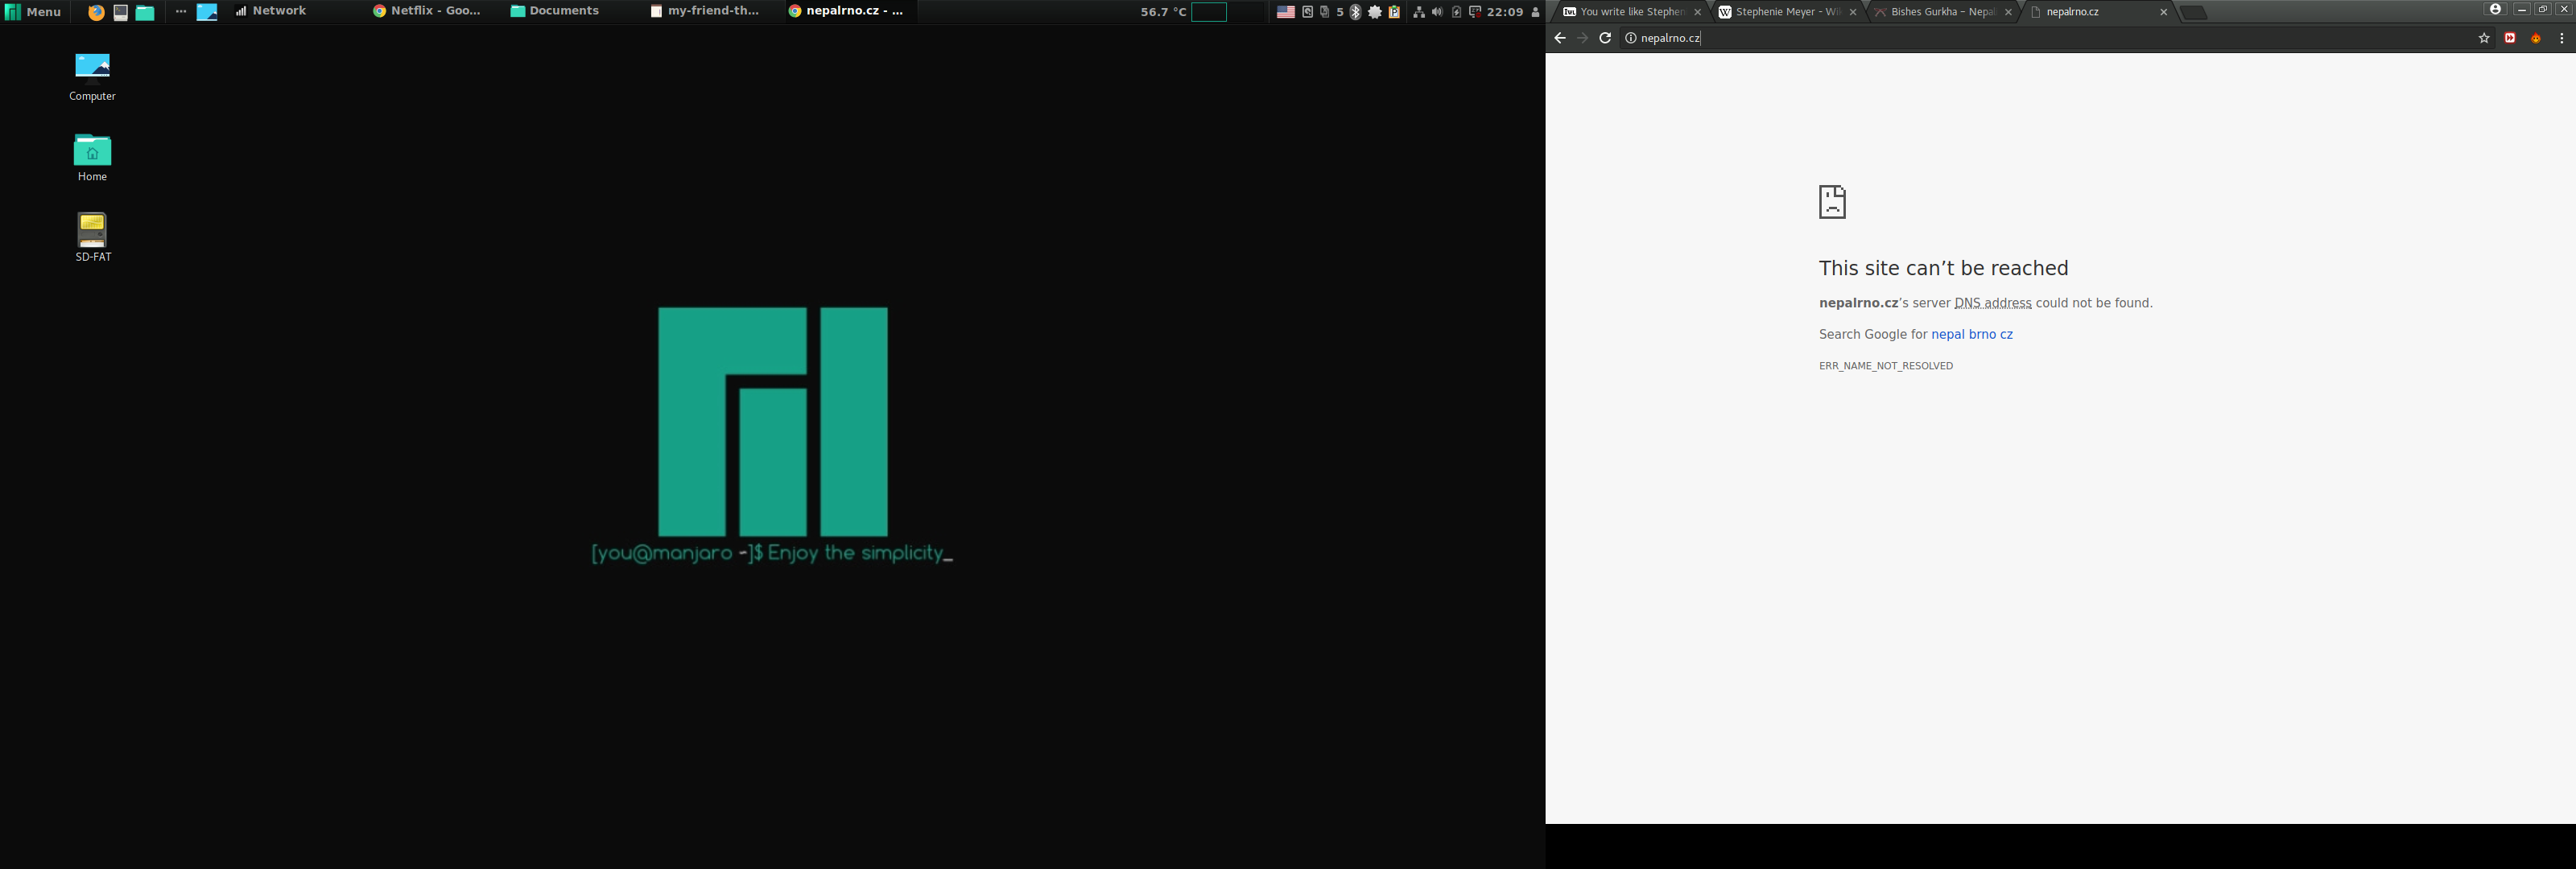 Menu
Network
Netflix - Goo...
Documents
my-friend-th...
nepalrno.cz - ...
56.7 °C
5
22:09
Computer
Home
SD-FAT
[you@manjaro ~]$ Enjoy the simplicity_
You write like Stephen
Stephenie Meyer - Wik
Bishes Gurkha – Nepal
nepalrno.cz
nepalrno.cz
This site can’t be reached
nepalrno.cz’s server DNS address could not be found.
Search Google for nepal brno cz
ERR_NAME_NOT_RESOLVED